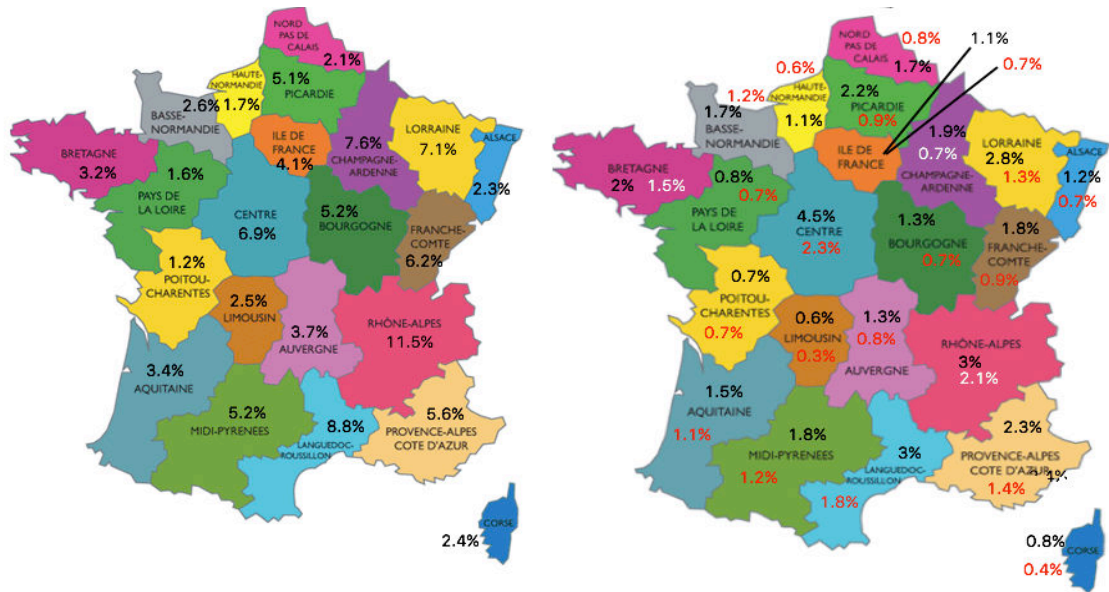 NORD
PAS DE
CALAIS
2.1%
HAUTE-
NORMANDIE
1.7%
5.1%
PICARDIE
2.6%
BASSE-
NORMANDIE
ILE DE
FRANCE
4.1%
7.6%
CHAMPAGNE-
ARDENNE
LORRAINE
7.1%
ALSACE
2.3%
BRETAGNE
3.2%
1.6%
PAYS DE
LA LOIRE
CENTRE
6.9%
5.2%
BOURGOGNE
FRANCHE-
COMTE
6.2%
1.2%
POITOU-
CHARENTES
2.5%
LIMOUSIN
3.7%
AUVERGNE
RHÔNE-ALPES
11.5%
3.4%
AQUITAINE
5.2%
MIDI-PYRENEES
8.8%
LANGUEDOC-
ROUSSILLON
5.6%
PROVENCE-ALPES
COTE D'AZUR
CORSE
2.4%
NORD
PAS DE
CALAIS
0.8%
1.7%
1.1%
0.7%
0.6%
HAUTE-
NORMANDIE
1.1%
2.2%
PICARDIE
0.9%
1.2%
1.7%
BASSE-
NORMANDIE
ILE DE
FRANCE
1.9%
0.7%
CHAMPAGNE-
ARDENNE
LORRAINE
2.8%
1.3%
ALSACE
1.2%
0.7%
BRETAGNE
2% 1.5%
0.8%
0.7%
PAYS DE
LA LOIRE
4.5%
CENTRE
2.3%
1.3%
BOURGOGNE
0.7%
1.8%
FRANCHE-
COMTE
0.9%
0.7%
POITOU-
CHARENTES
0.7%
0.6%
LIMOUSIN
0.3%
1.3%
0.8%
AUVERGNE
RHÔNE-ALPES
3%
2.1%
1.5%
AQUITAINE
1.1%
1.8%
MIDI-PYRENEES
1.2%
3%
LANGUEDOC-
ROUSSILLON
1.8%
2.3%
PROVENCE-ALPES
COTE D'AZUR
1.4%
0.8%
CORSE
0.4%